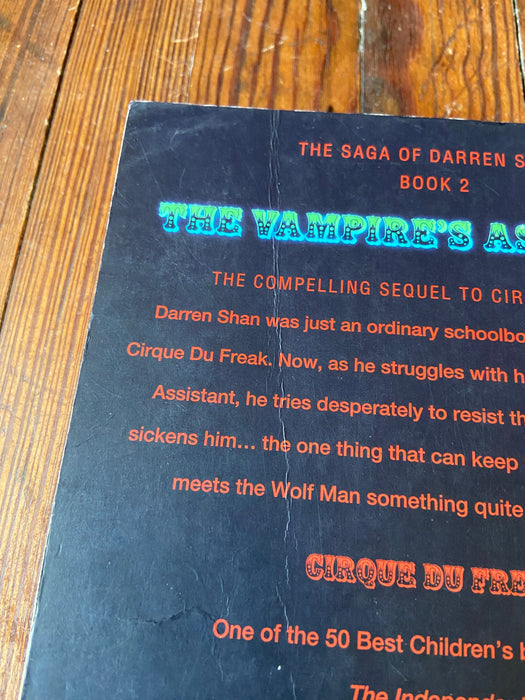 THE SAGA OF DARREN S
BOOK 2
THE VAMPIRE'S AS
THE COMPELLING SEQUEL TO CIR
Darren Shan was just an ordinary schoolbo
Cirque Du Freak. Now, as he struggles with h
Assistant, he tries desperately to resist th
sickens him... the one thing that can keep
meets the Wolf Man something quite
CIRQUE DU FRE
One of the 50 Best Children's b
The Independe